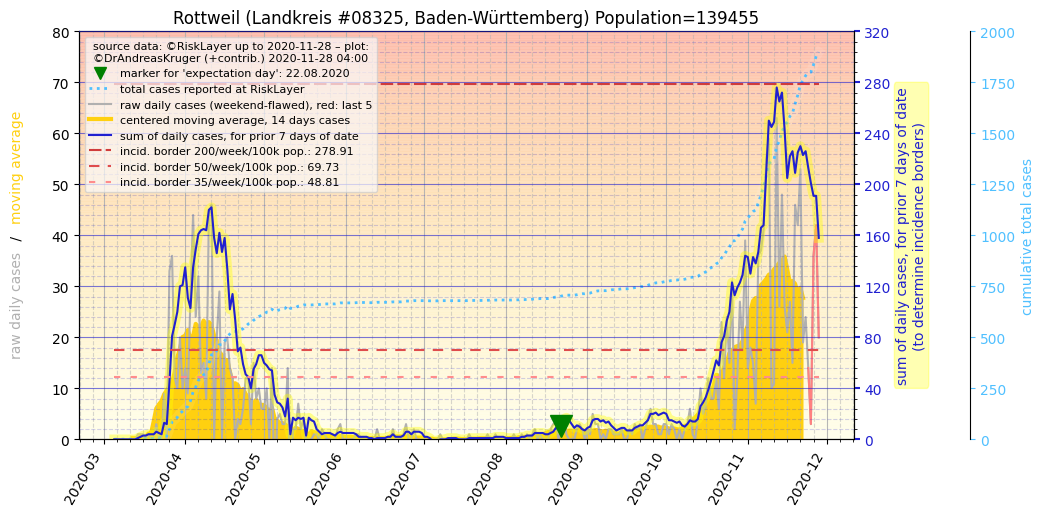 Rottweil (Landkreis #08325, Baden-Württemberg) Population=139455
source data: ©RiskLayer up to 2020-11-28 – plot:
©DrAndreasKruger (+contrib.) 2020-11-28 04:00
marker for 'expectation day': 22.08.2020
total cases reported at RiskLayer
raw daily cases (weekend-flawed), red: last 5
centered moving average, 14 days cases
sum of daily cases, for prior 7 days of date
incid. border 200/week/100k pop.: 278.91
incid. border 50/week/100k pop.: 69.73
incid. border 35/week/100k pop.: 48.81
raw daily cases / moving average
80
70
60
50
40
30
20
10
0
2020-03
2020-04
2020-05
2020-06
2020-07
2020-08
2020-09
2020-10
2020-11
2020-12
320
280
240
200
160
120
80
40
0
sum of daily cases, for prior 7 days of date
(to determine incidence borders)
2000
1750
1500
1250
1000
750
500
250
0
cumulative total cases